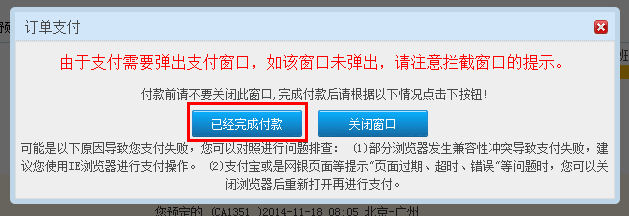 订单支付
由于支付需要弹出支付窗口，如该窗口未弹出，请注意拦截窗口的提示。
付款前请不要关闭此窗口,完成付款后请根据以下情况点击下按钮!
已经完成付款 关闭窗口
可能是以下原因导致您支付失败，您可以对照进行问题排查： (1)部分浏览器发生兼容性冲突导致支付失败，建
议您使用IE浏览器进行支付操作。 (2)支付宝或是网银页面等提示"页面过期、超时、错误"等问题时，您可以关
闭浏览器后重新打开再进行支付。
您预定的 (CA1351 )2014-11-18 08:05 北京-广州